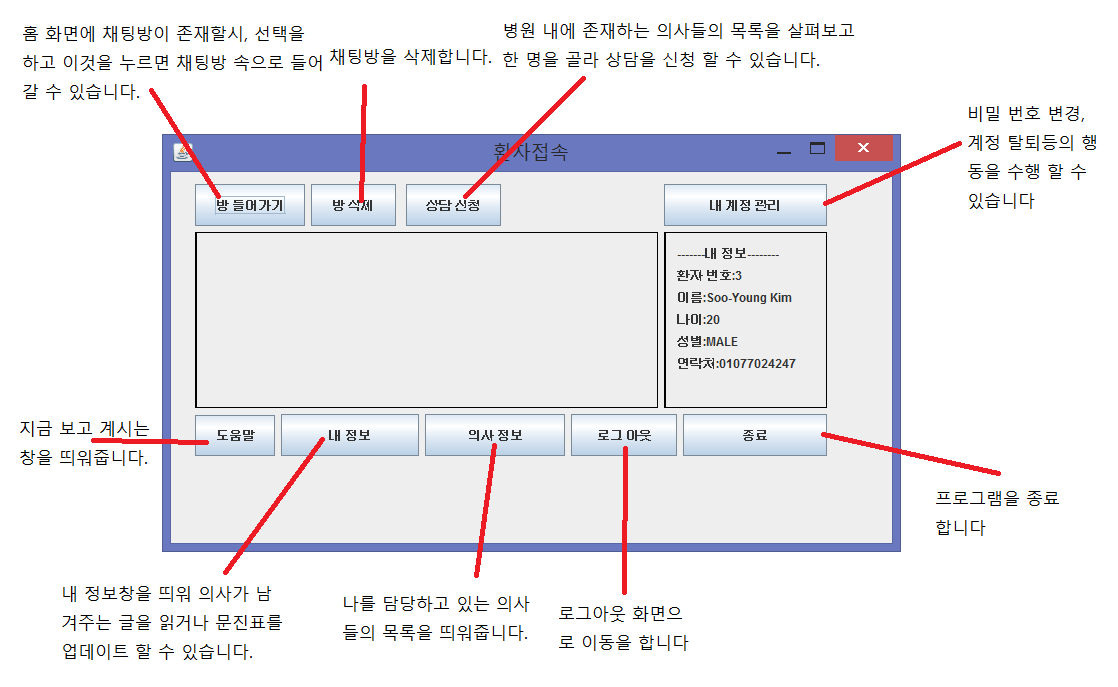 홈 화면에 채팅방이 존재할시, 선택을
하고 이것을 누르면 채팅방 속으로 들어
갈 수 있습니다.
채팅방을 삭제합니다.
병원 내에 존재하는 의사들의 목록을 살펴보고
한 명을 골라 상담을 신청 할 수 있습니다.
비밀 번호 변경,
계정 탈퇴등의 행
동을 수행 할 수
있습니다
환자접속
방 들어가기
방 삭제
상담 신청
내 계정 관리
-------내 정보--------
환자 번호:3
이름:Soo-Young Kim
나이:20
성별:MALE
연락처:01077024247
지금 보고 계시는
창을 띄워줍니다.
도움말
내 정보
의사 정보
로그 아웃
종료
프로그램을 종료
합니다
내 정보창을 띄워 의사가 남
겨주는 글을 읽거나 문진표를
업데이트 할 수 있습니다.
나를 담당하고 있는 의사
들의 목록을 띄워줍니다.
로그아웃 화면으
로 이동을 합니다